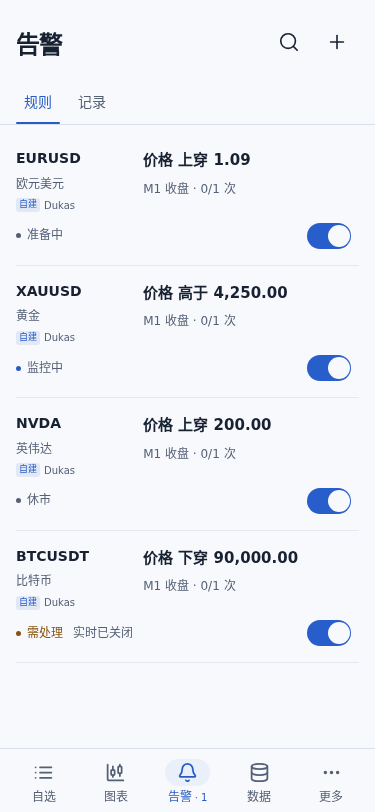 告警
规则 记录
EURUSD 价格 上穿 1.09
欧元美元 M1 收盘 · 0/1 次
自建 Dukas
准备中
XAUUSD 价格 高于 4,250.00
黄金 M1 收盘 · 0/1 次
自建 Dukas
监控中
NVDA 价格 上穿 200.00
英伟达 M1 收盘 · 0/1 次
自建 Dukas
休市
BTCUSDT 价格 下穿 90,000.00
比特币 M1 收盘 · 0/1 次
自建 Dukas
需处理 实时已关闭
自选 图表 告警 · 1 数据 更多